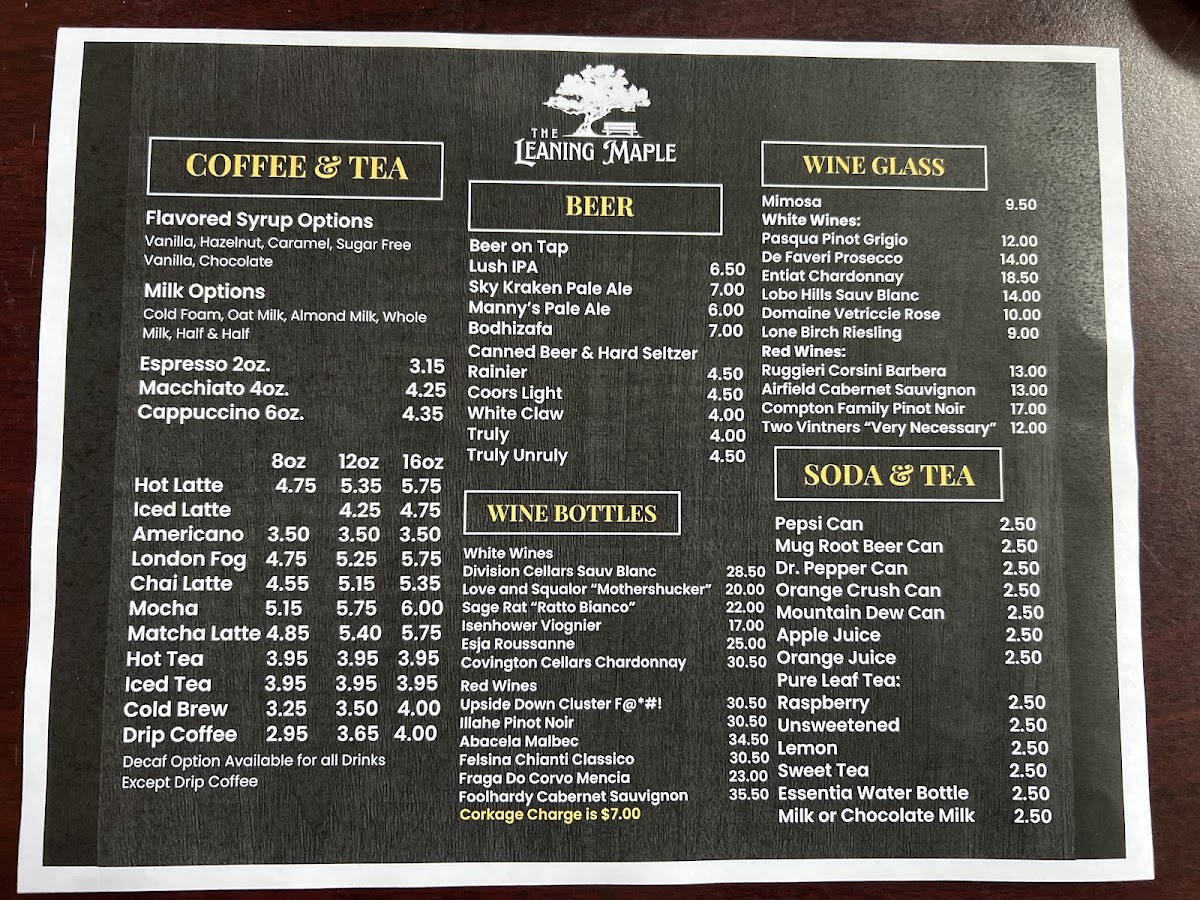 THE
LEANING MAPLE
COFFEE & TEA
Flavored Syrup Options
Vanilla, Hazelnut, Caramel, Sugar Free
Vanilla, Chocolate
Milk Options
Cold Foam, Oat Milk, Almond Milk, Whole
Milk, Half & Half
Espresso 2oz. 3.15
Macchiato 4oz. 4.25
Cappuccino 6oz. 4.35
8oz 12oz 16oz
Hot Latte 4.75 5.35 5.75
Iced Latte 4.25 4.75
Americano 3.50 3.50 3.50
London Fog 4.75 5.25 5.75
Chai Latte 4.55 5.15 5.35
Mocha 5.15 5.75 6.00
Matcha Latte 4.85 5.40 5.75
Hot Tea 3.95 3.95 3.95
Iced Tea 3.95 3.95 3.95
Cold Brew 3.25 3.50 4.00
Drip Coffee 2.95 3.65 4.00
Decaf Option Available for all Drinks
Except Drip Coffee
BEER
Beer on Tap
Lush IPA 6.50
Sky Kraken Pale Ale 7.00
Manny's Pale Ale 6.00
Bodhizafa 7.00
Canned Beer & Hard Seltzer
Rainier 4.50
Coors Light 4.50
White Claw 4.00
Truly 4.00
Truly Unruly 4.50
WINE BOTTLES
White Wines
Division Cellars Sauv Blanc 28.50
Love and Squalor "Mothershucker" 20.00
Sage Rat "Ratto Bianco" 22.00
Isenhower Viognier 17.00
Esja Roussanne 25.00
Covington Cellars Chardonnay 30.50
Red Wines
Upside Down Cluster F@*#! 30.50
Illahe Pinot Noir 30.50
Abacela Malbec 34.50
Felsina Chianti Classico 30.50
Fraga Do Corvo Mencia 23.00
Foolhardy Cabernet Sauvignon 35.50
Corkage Charge is $7.00
WINE GLASS
Mimosa 9.50
White Wines:
Pasqua Pinot Grigio 12.00
De Faveri Prosecco 14.00
Entiat Chardonnay 18.50
Lobo Hills Sauv Blanc 14.00
Domaine Vetriccie Rose 10.00
Lone Birch Riesling 9.00
Red Wines:
Ruggieri Corsini Barbera 13.00
Airfield Cabernet Sauvignon 13.00
Compton Family Pinot Noir 17.00
Two Vintners "Very Necessary" 12.00
SODA & TEA
Pepsi Can 2.50
Mug Root Beer Can 2.50
Dr. Pepper Can 2.50
Orange Crush Can 2.50
Mountain Dew Can 2.50
Apple Juice 2.50
Orange Juice 2.50
Pure Leaf Tea:
Raspberry 2.50
Unsweetened 2.50
Lemon 2.50
Sweet Tea 2.50
Essentia Water Bottle 2.50
Milk or Chocolate Milk 2.50